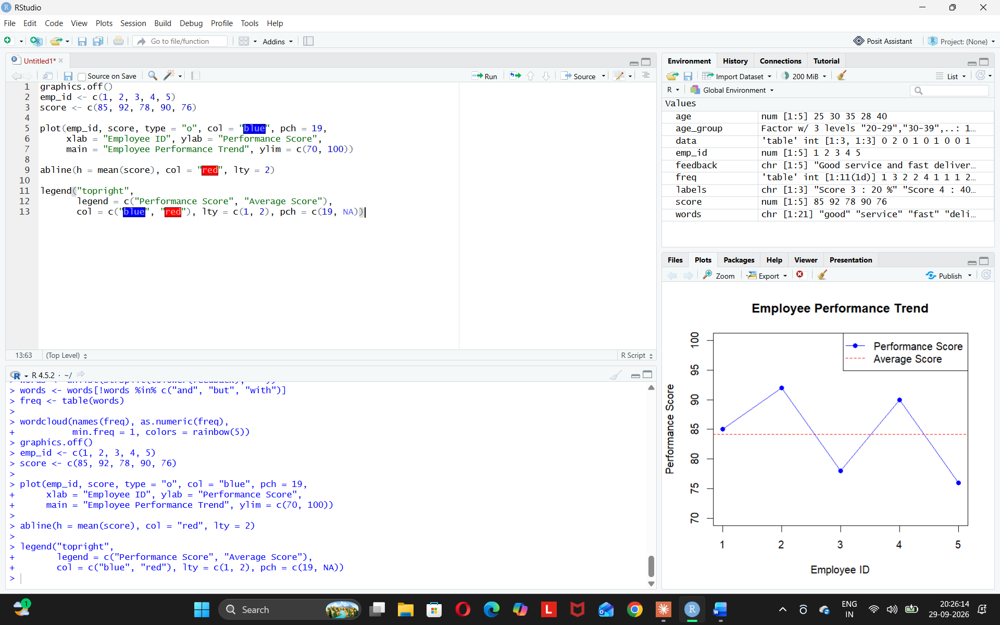 RStudio
File Edit Code View Plots Session Build Debug Profile Tools Help
Go to file/function Addins Posit Assistant Project: (None)
Untitled1*
Source on Save Run Source
1 graphics.off()
2 emp_id <- c(1, 2, 3, 4, 5)
3 score <- c(85, 92, 78, 90, 76)
4
5 plot(emp_id, score, type = "o", col = "blue", pch = 19,
6 xlab = "Employee ID", ylab = "Performance Score",
7 main = "Employee Performance Trend", ylim = c(70, 100))
8
9 abline(h = mean(score), col = "red", lty = 2)
10
11 legend("topright",
12 legend = c("Performance Score", "Average Score"),
13 col = c("blue", "red"), lty = c(1, 2), pch = c(19, NA))
13:63 (Top Level) R Script
R 4.5.2 · ~/
> words <- words[!words %in% c("and", "but", "with")]
> freq <- table(words)
>
> wordcloud(names(freq), as.numeric(freq),
+ min.freq = 1, colors = rainbow(5))
> graphics.off()
> emp_id <- c(1, 2, 3, 4, 5)
> score <- c(85, 92, 78, 90, 76)
>
> plot(emp_id, score, type = "o", col = "blue", pch = 19,
+ xlab = "Employee ID", ylab = "Performance Score",
+ main = "Employee Performance Trend", ylim = c(70, 100))
>
> abline(h = mean(score), col = "red", lty = 2)
>
> legend("topright",
+ legend = c("Performance Score", "Average Score"),
+ col = c("blue", "red"), lty = c(1, 2), pch = c(19, NA))
>
Environment History Connections Tutorial
Import Dataset 200 MiB List
R Global Environment
Values
age num [1:5] 25 30 35 28 40
age_group Factor w/ 3 levels "20-29","30-39",..: 1…
data 'table' int [1:3, 1:3] 0 2 0 1 0 1 0 0 1
emp_id num [1:5] 1 2 3 4 5
feedback chr [1:5] "Good service and fast deliver…
freq 'table' int [1:11(1d)] 1 3 2 2 4 1 1 1 2…
labels chr [1:3] "Score 3 : 20 %" "Score 4 : 40…
score num [1:5] 85 92 78 90 76
words chr [1:21] "good" "service" "fast" "deli…
Files Plots Packages Help Viewer Presentation
Zoom Export Publish
Employee Performance Trend
Performance Score
Average Score
100
95
90
85
80
75
70
Performance Score
1 2 3 4 5
Employee ID
1
Search
ENG
IN
20:26:14
29-09-2026